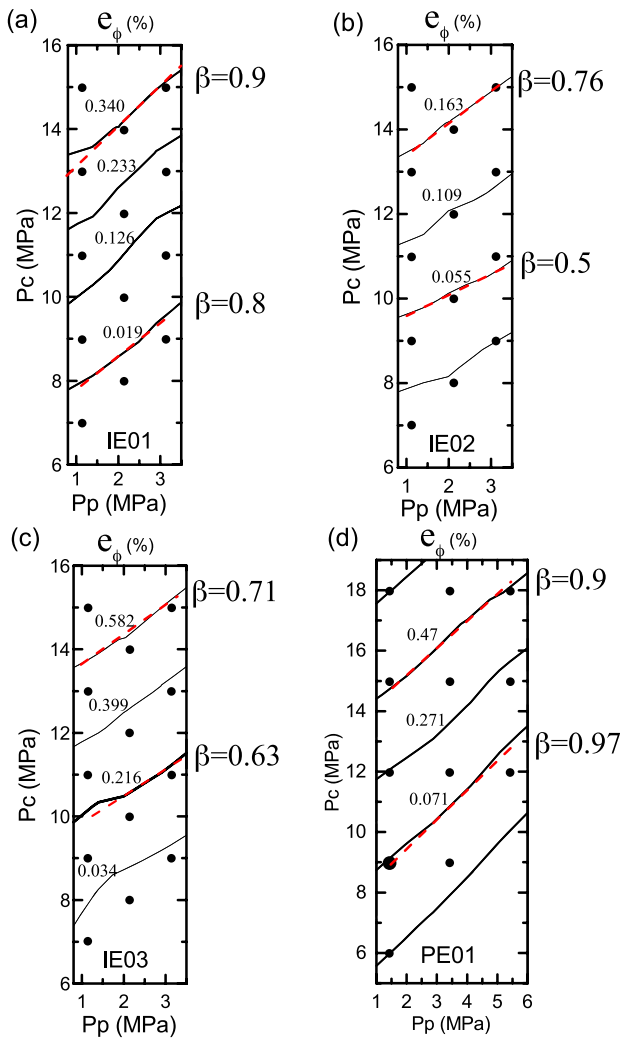 (a)
e_ϕ (%)
16
14
12
10
8
6
Pc (MPa)
0.340
0.233
0.126
0.019
β=0.9
β=0.8
IE01
1 2 3
Pp (MPa)
(b)
e_ϕ (%)
16
14
12
10
8
6
Pc (MPa)
0.163
0.109
0.055
β=0.76
β=0.5
IE02
1 2 3
Pp (MPa)
(c)
e_ϕ (%)
16
14
12
10
8
6
Pc (MPa)
0.582
0.399
0.216
0.034
β=0.71
β=0.63
IE03
1 2 3
Pp (MPa)
(d)
e_ϕ (%)
18
16
14
12
10
8
6
Pc (MPa)
0.47
0.271
0.071
β=0.9
β=0.97
PE01
1 2 3 4 5 6
Pp (MPa)